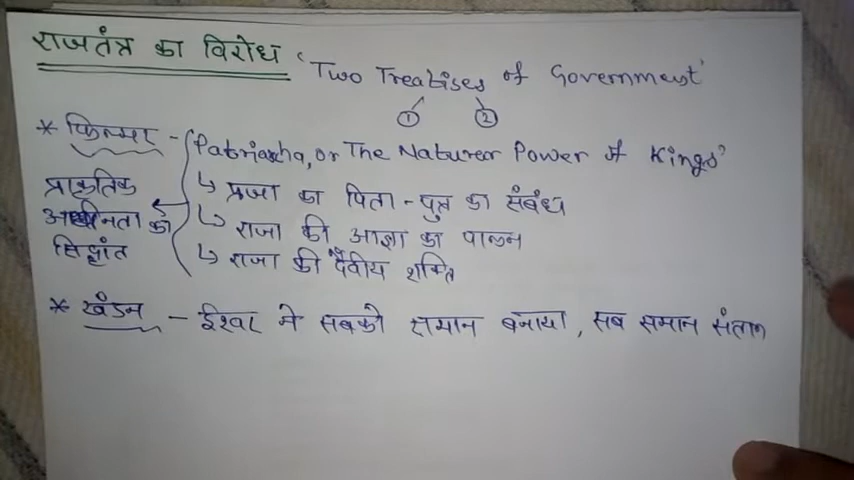 राजतंत्र का विरोध 'Two Treatises of Government'
① ②
* फिल्मर - 'Patriarcha, or The Naturea Power of Kings'
प्राकृतिक अधीनता का सिद्धांत
↳ प्रजा का पिता - पुत्र का संबंध
↳ राजा की आज्ञा का पालन
↳ राजा की दैवीय शक्ति
* खंडन - ईश्वर ने सबको समान बनाया, सब समान संतान